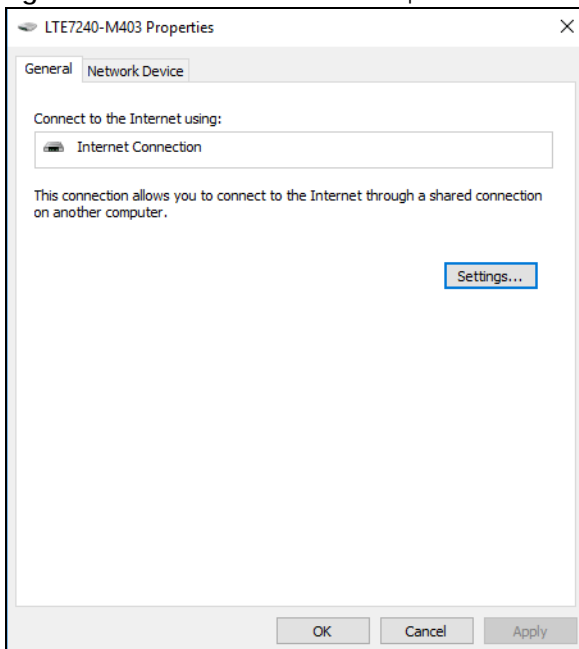 LTE7240-M403 Properties
General Network Device
Connect to the Internet using:
Internet Connection
This connection allows you to connect to the Internet through a shared connection
on another computer.
Settings...
OK Cancel Apply